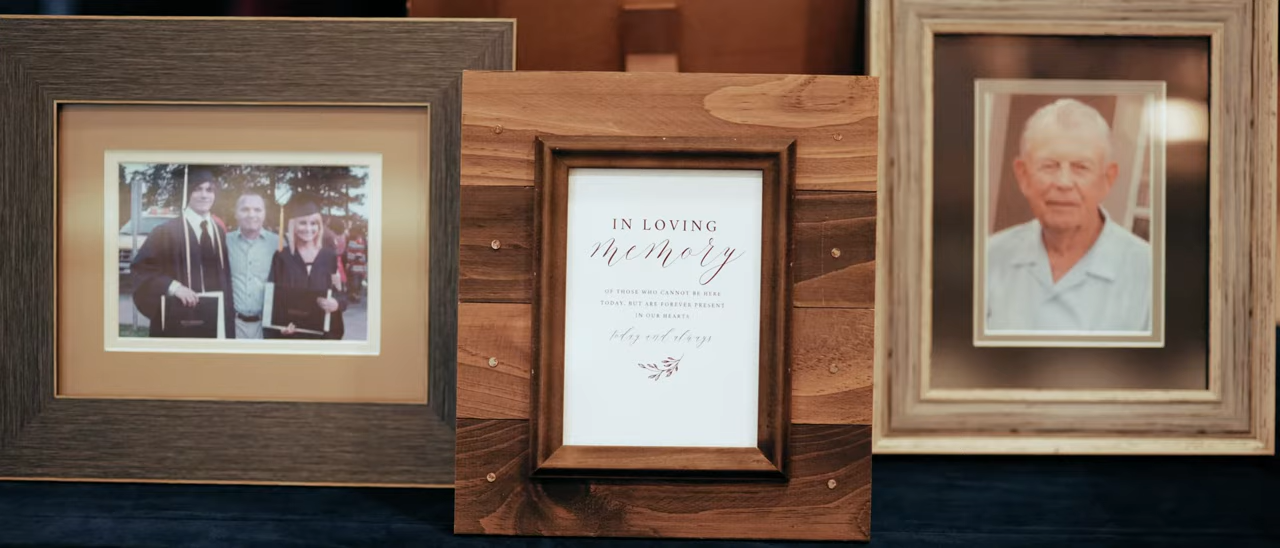 IN LOVING
memory
OF THOSE WHO CANNOT BE HERE
TODAY, BUT ARE FOREVER PRESENT
IN OUR HEARTS
today and always